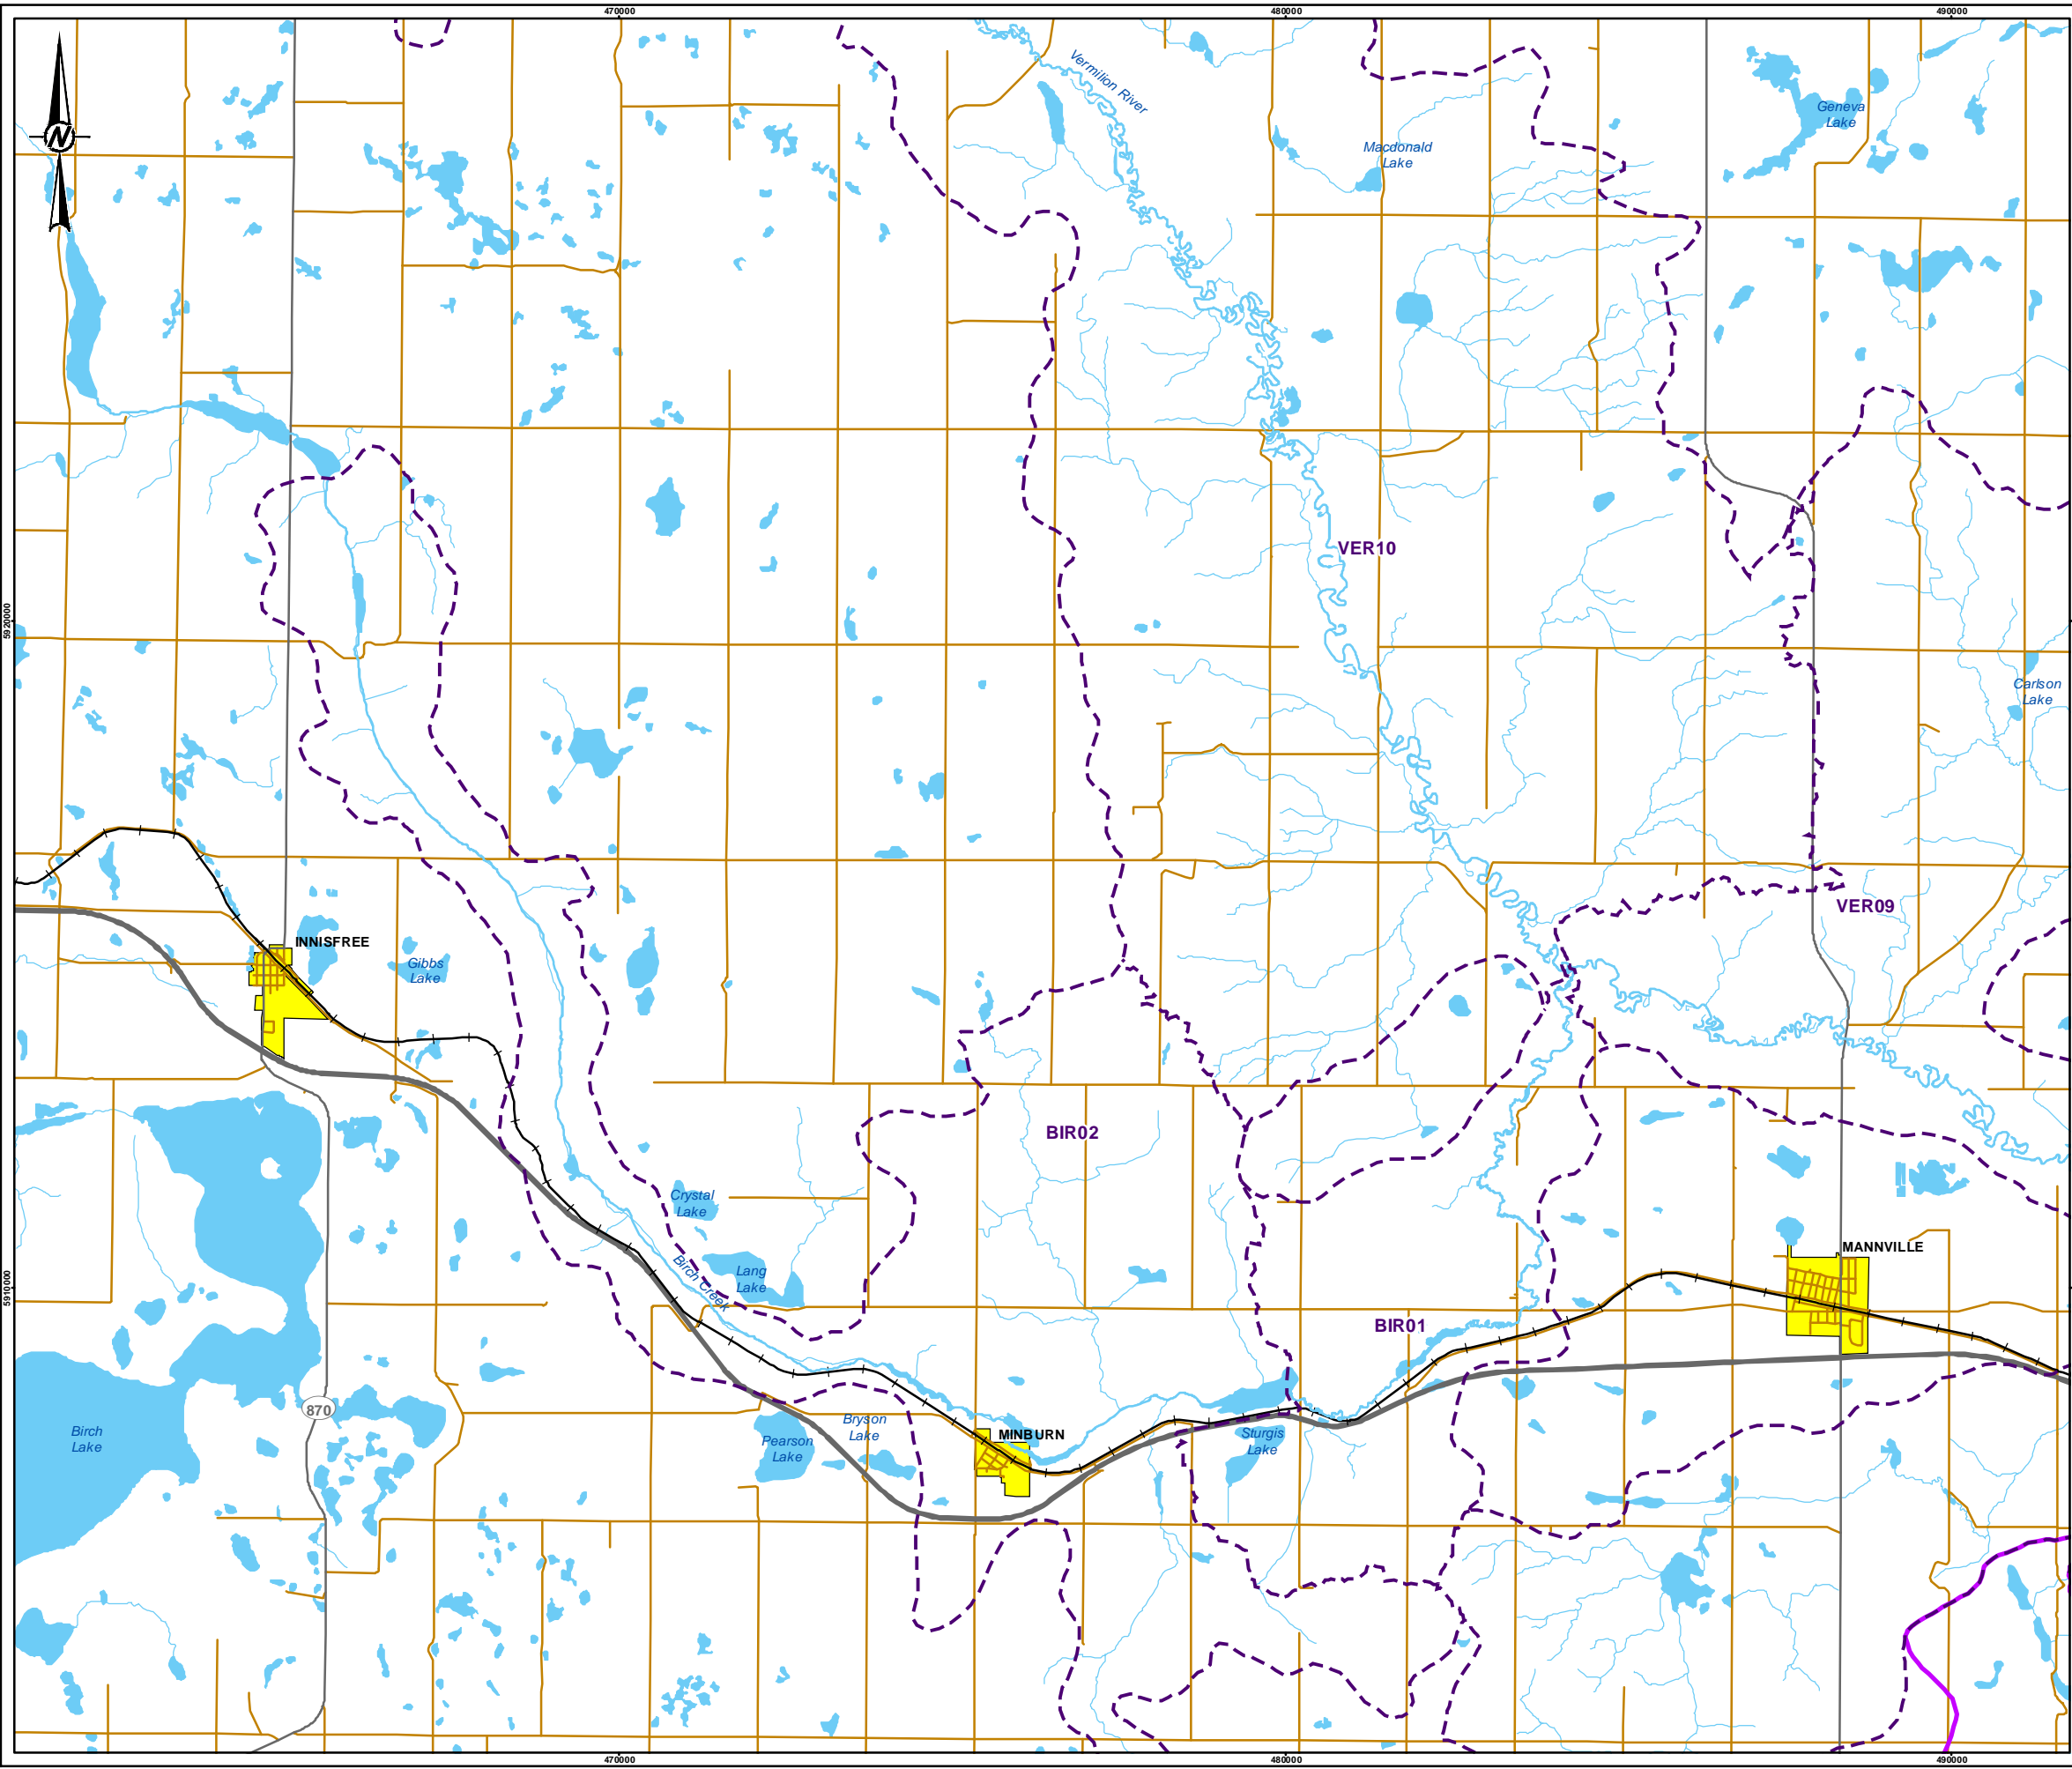 470000
480000
490000
Vermilion River
Geneva
Lake
N
Macdonald
Lake
VER10
5920000
Carlson
Lake
VER09
INNISFREE
Gibbs
Lake
BIR02
Crystal
Lake
MANNVILLE
Lang
Lake
Birch Creek
5910000
BIR01
870
Birch
Lake
Bryson
Lake
Pearson
Lake
MINBURN
Sturgis
Lake
470000
480000
490000